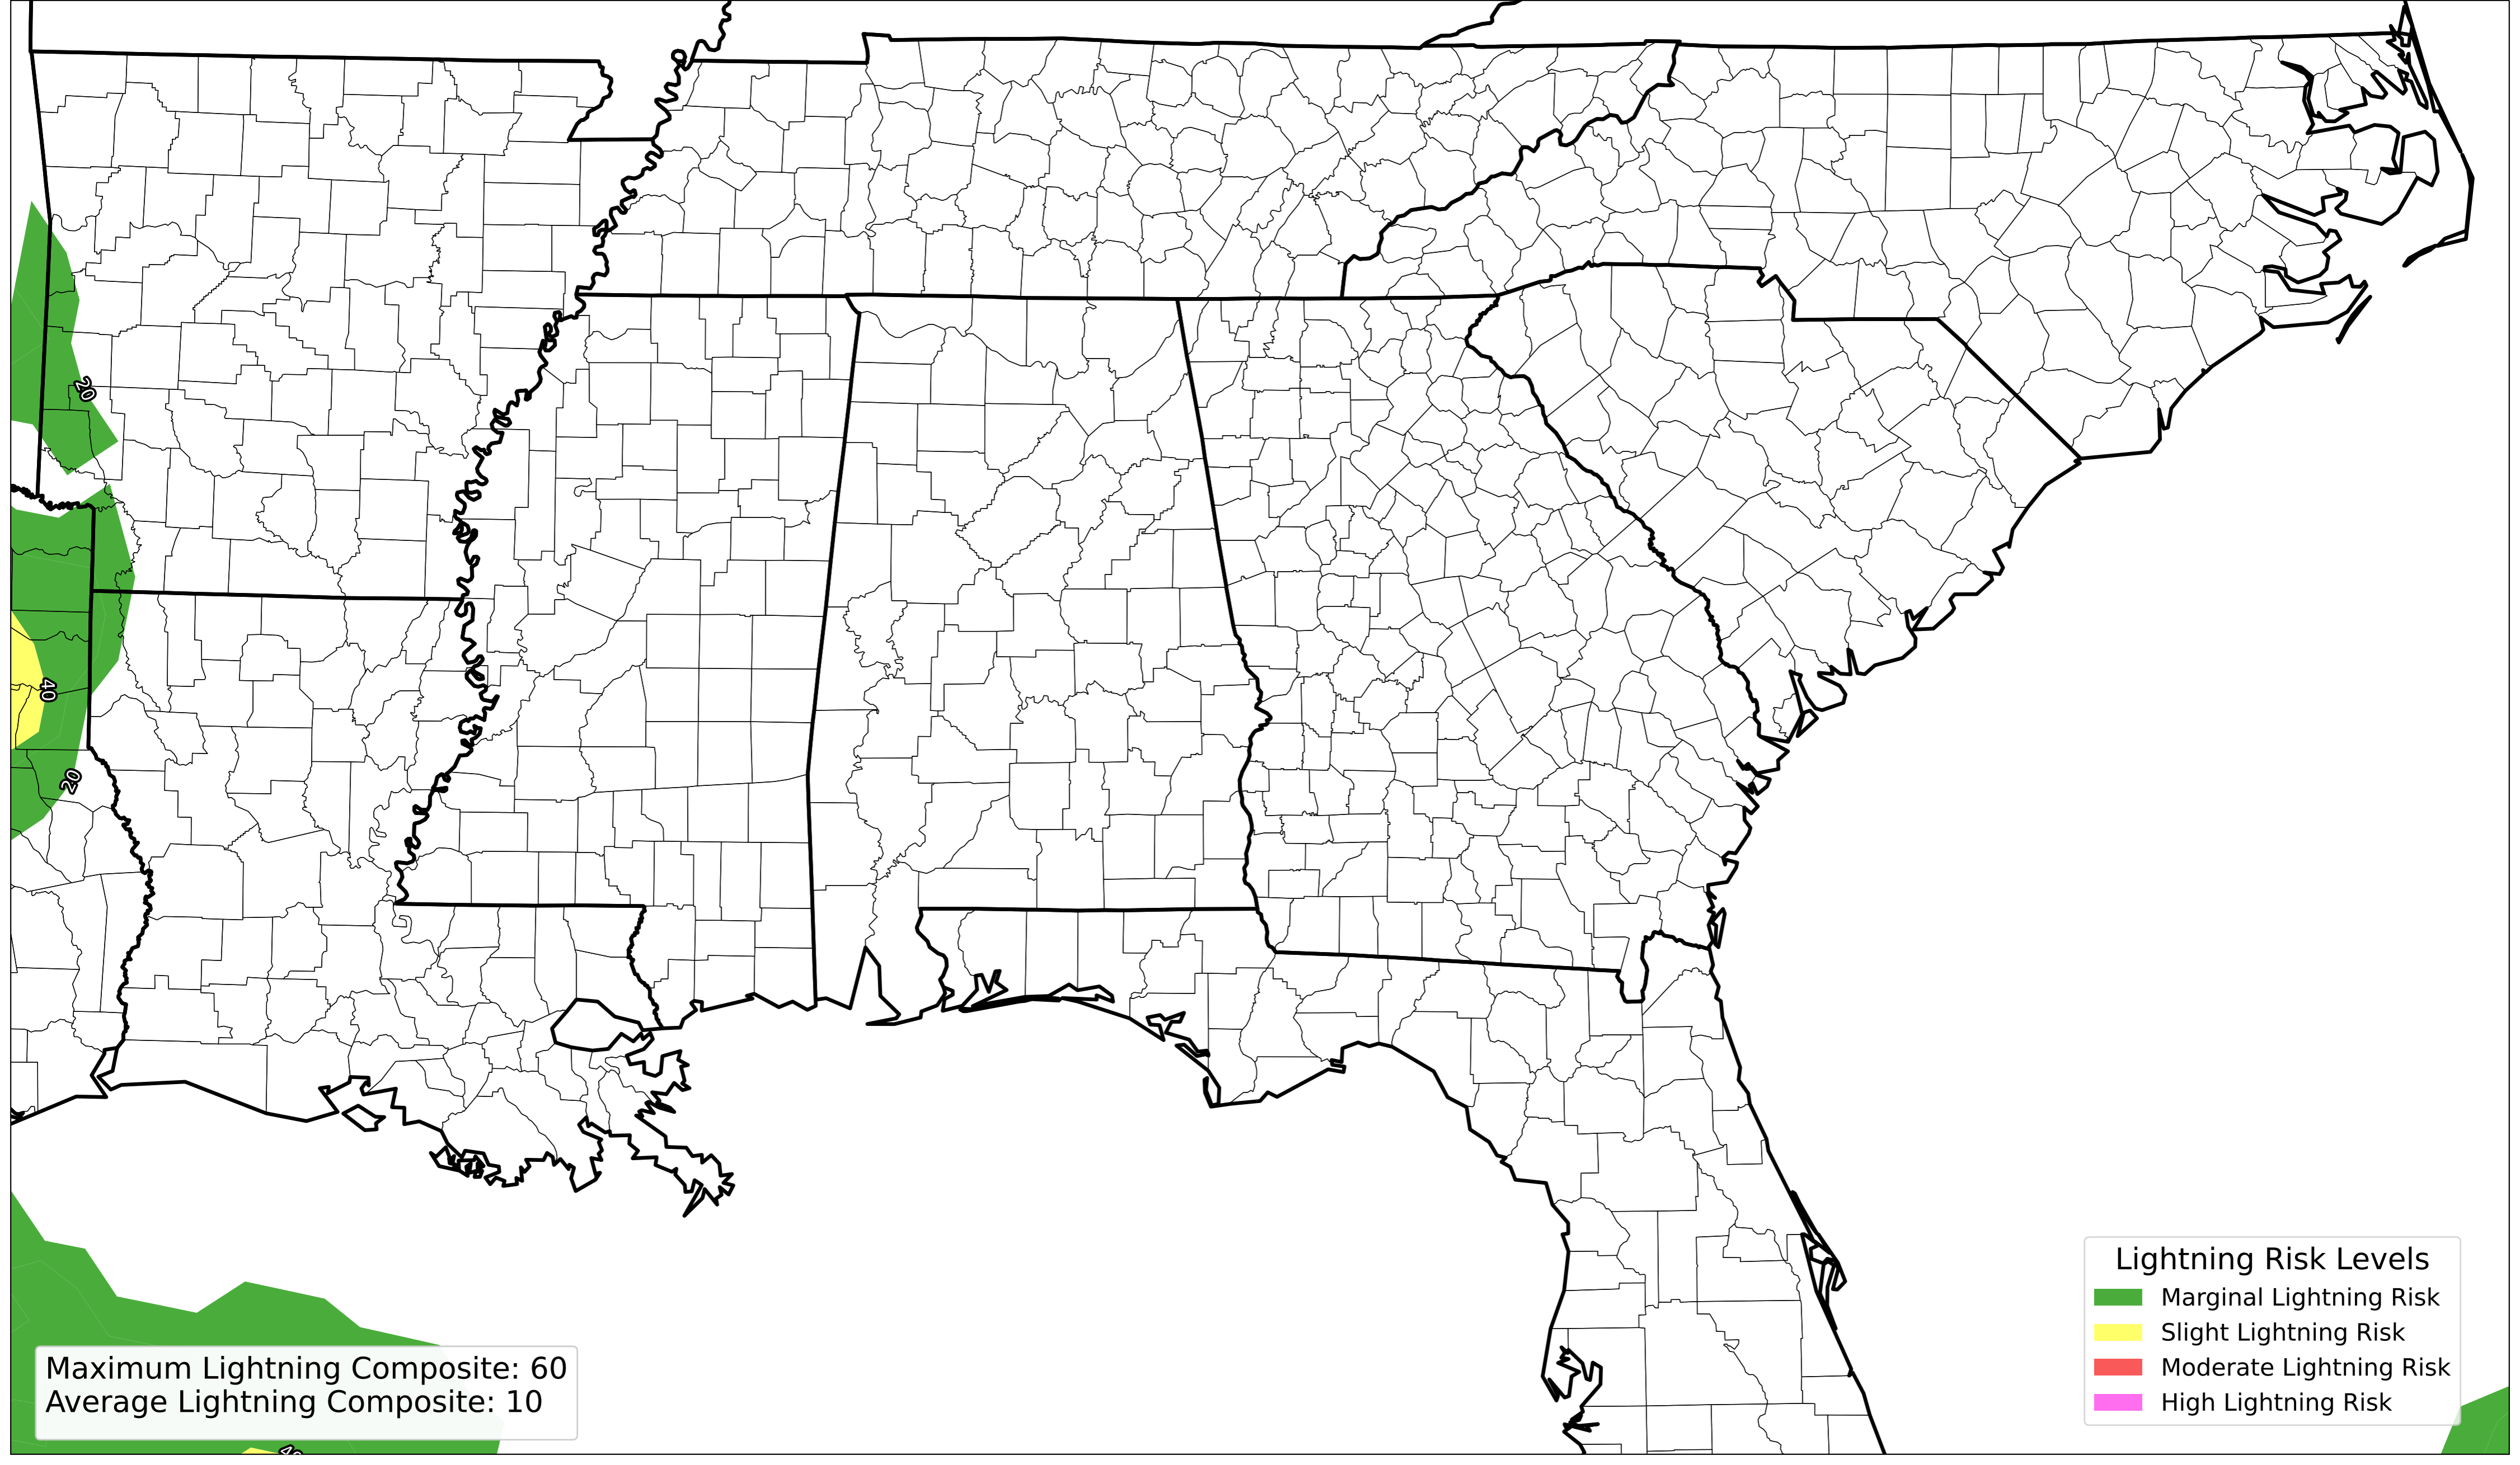 20
40
20
40
Maximum Lightning Composite: 60
Average Lightning Composite: 10
Lightning Risk Levels
Marginal Lightning Risk
Slight Lightning Risk
Moderate Lightning Risk
High Lightning Risk